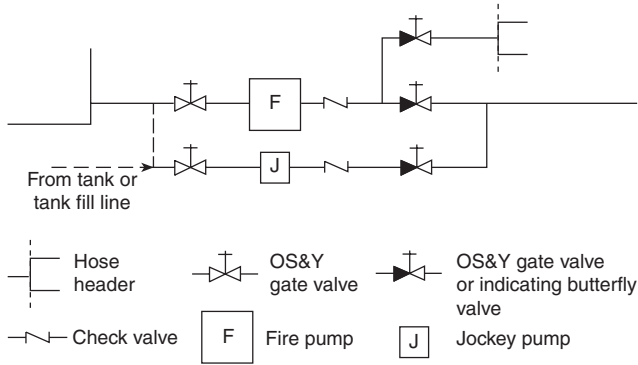 F
J
From tank or
tank fill line
Hose
header
OS&Y
gate valve
OS&Y gate valve
or indicating butterfly
valve
Check valve
F
Fire pump
J
Jockey pump